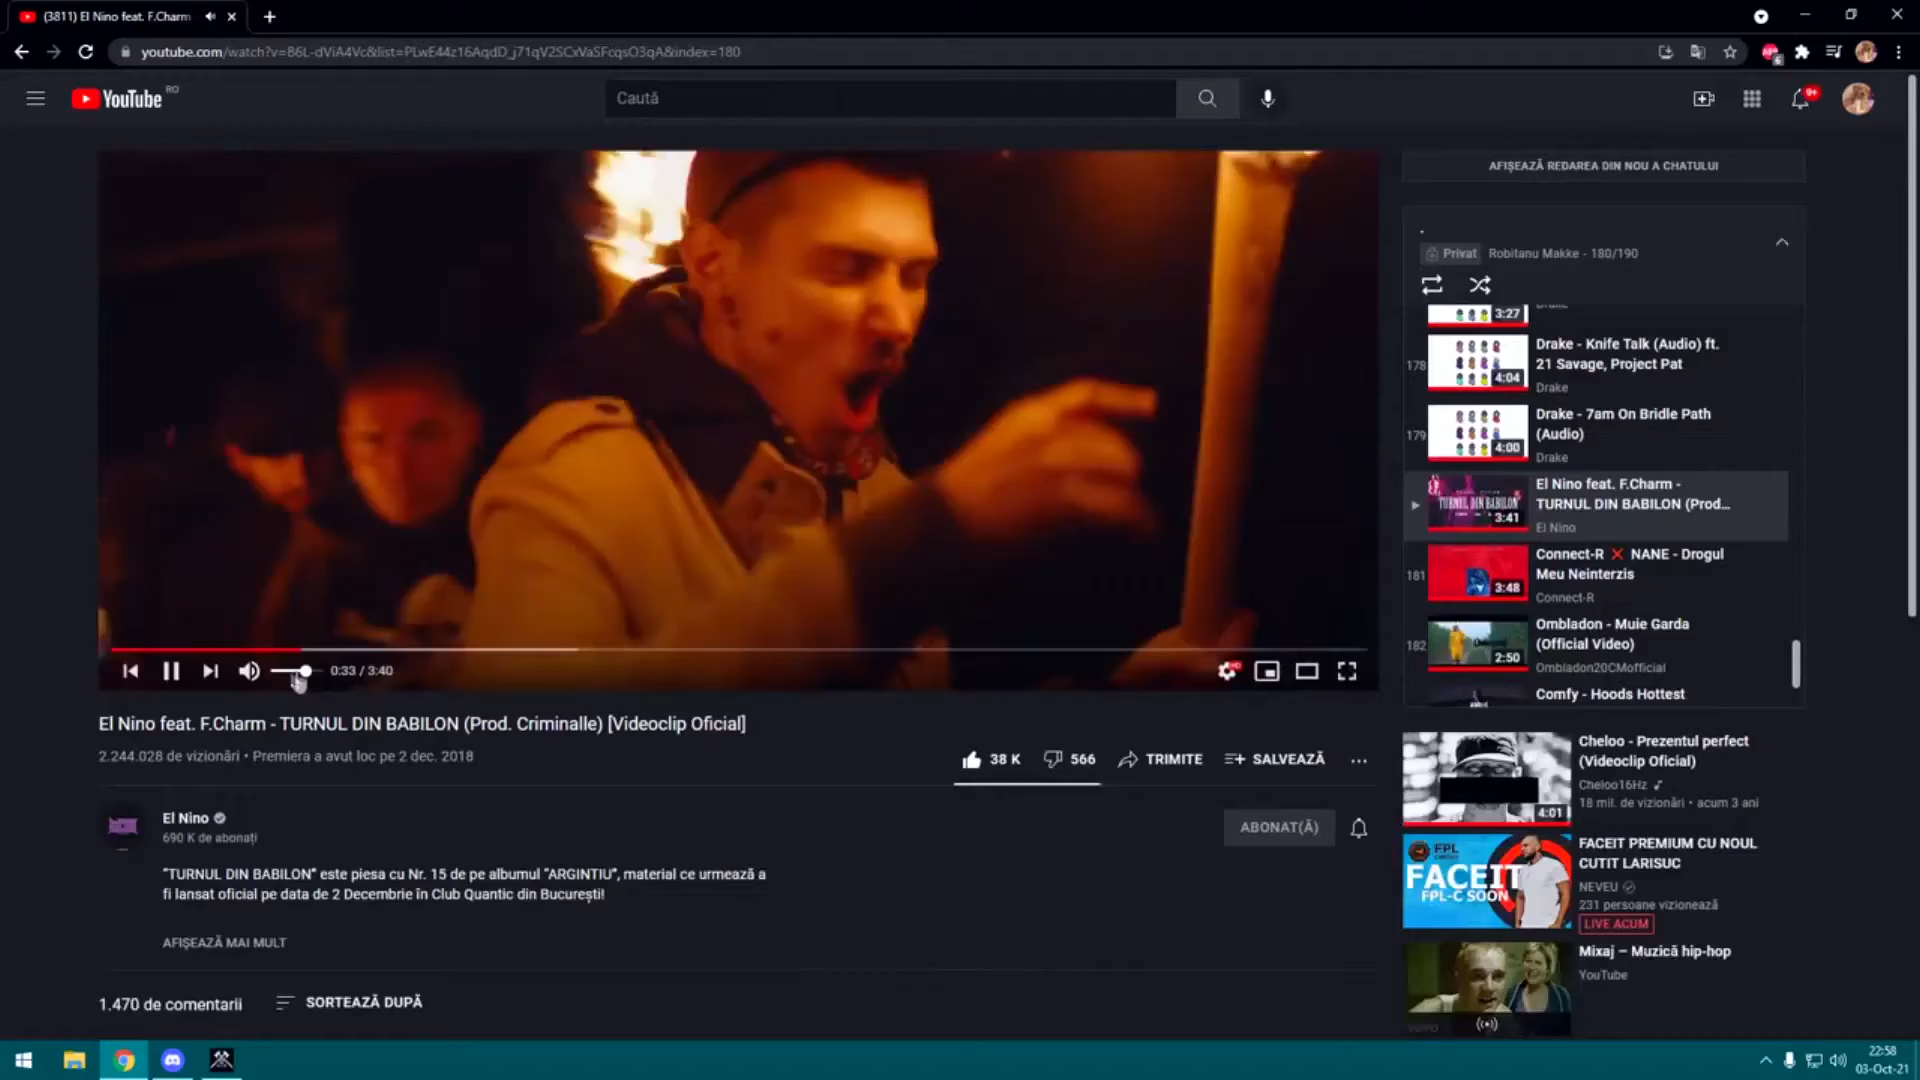 (3811) El Nino feat. F.Charm
youtube.com/watch?v=B6L-dViA4Vc&list=PLwE44z16AqdD_j71qV2SCxVaSFcqsO3qA&index=180
YouTube RO
Caută
9+
AFIȘEAZĂ REDAREA DIN NOU A CHATULUI
.
Privat Robitanu Makke - 180/190
3:27
178
4:04
Drake - Knife Talk (Audio) ft.
21 Savage, Project Pat
Drake
179
4:00
Drake - 7am On Bridle Path
(Audio)
Drake
TURNUL DIN BABILON
3:41
El Nino feat. F.Charm -
TURNUL DIN BABILON (Prod...
El Nino
181
3:48
Connect-R ❌ NANE - Drogul
Meu Neinterzis
Connect-R
182
2:50
Ombladon - Muie Garda
(Official Video)
Ombladon20CMofficial
Comfy - Hoods Hottest
0:33 / 3:40
HD
El Nino feat. F.Charm - TURNUL DIN BABILON (Prod. Criminalle) [Videoclip Oficial]
2.244.028 de vizionări • Premiera a avut loc pe 2 dec. 2018
38 K
566
TRIMITE
SALVEAZĂ
El Nino
690 K de abonați
ABONAT(Ă)
"TURNUL DIN BABILON" este piesa cu Nr. 15 de pe albumul "ARGINTIU", material ce urmează a
fi lansat oficial pe data de 2 Decembrie în Club Quantic din București!
AFIȘEAZĂ MAI MULT
1.470 de comentarii
SORTEAZĂ DUPĂ
4:01
Cheloo - Prezentul perfect
(Videoclip Oficial)
Cheloo16Hz
18 mil. de vizionări • acum 3 ani
FPL
FACEIT
FPL-C SOON
FACEIT PREMIUM CU NOUL
CUTIT LARISUC
NEVEU
231 persoane vizionează
LIVE ACUM
Mixaj – Muzică hip-hop
YouTube
22:58
03-Oct-21